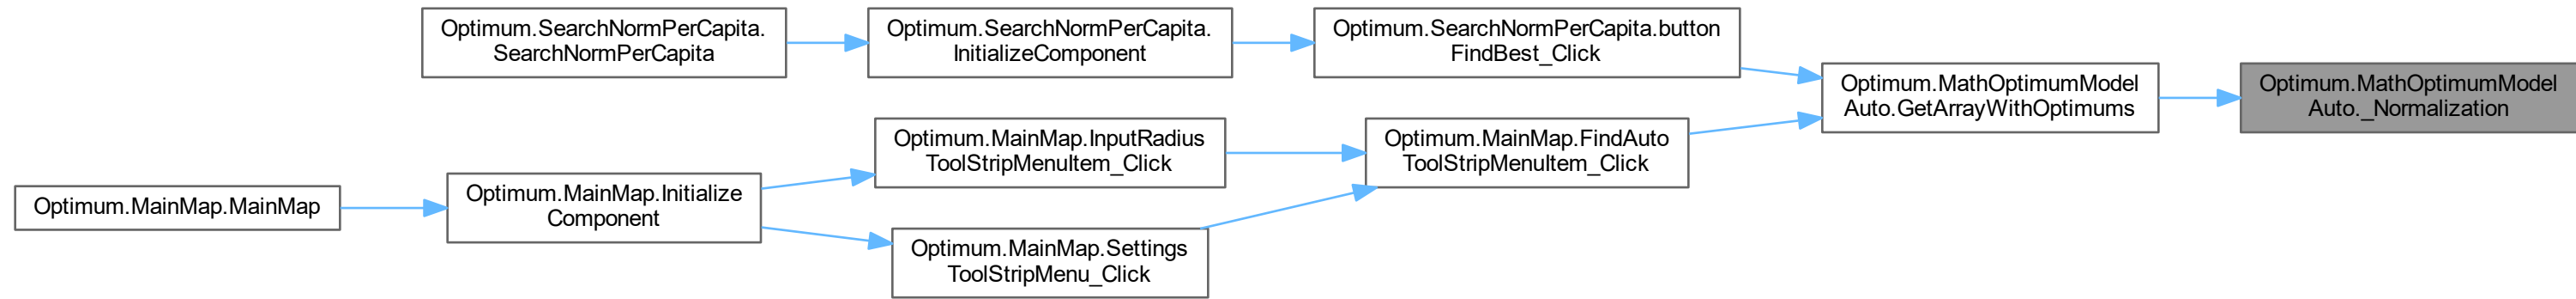 Optimum.SearchNormPerCapita.
SearchNormPerCapita
Optimum.SearchNormPerCapita.
InitializeComponent
Optimum.SearchNormPerCapita.button
FindBest_Click
Optimum.MathOptimumModel
Auto.GetArrayWithOptimums
Optimum.MathOptimumModel
Auto._Normalization
Optimum.MainMap.InputRadius
ToolStripMenuItem_Click
Optimum.MainMap.FindAuto
ToolStripMenuItem_Click
Optimum.MainMap.MainMap
Optimum.MainMap.Initialize
Component
Optimum.MainMap.Settings
ToolStripMenu_Click